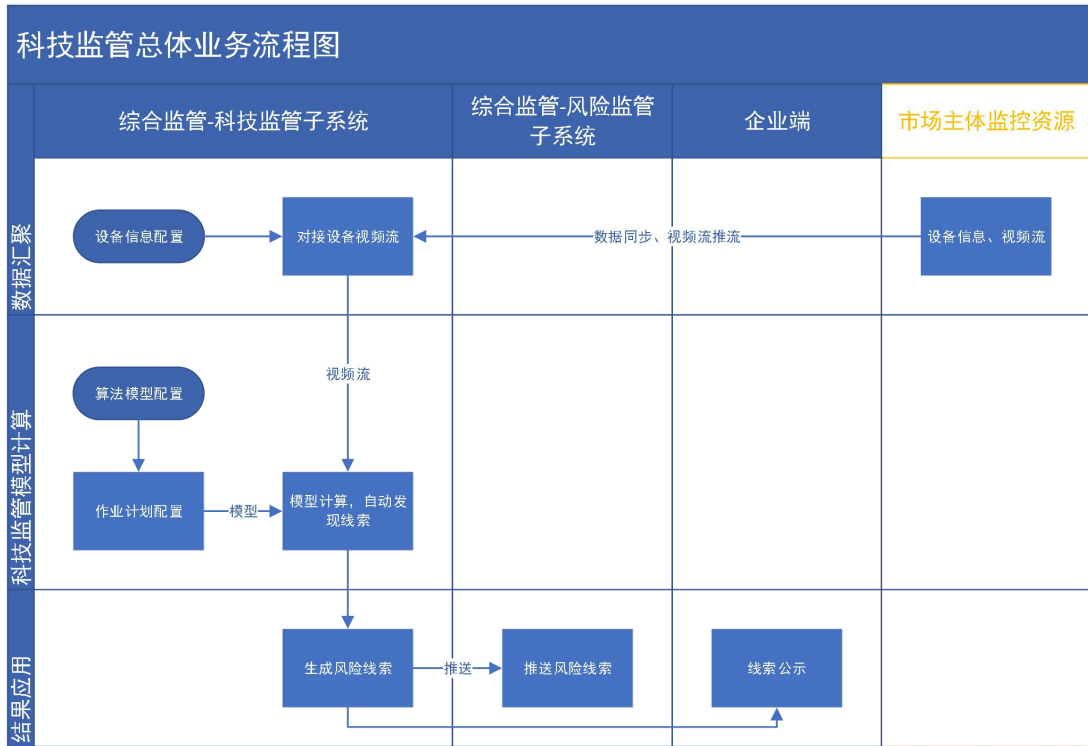 科技监管总体业务流程图
综合监管-科技监管子系统
综合监管-风险监管
子系统
企业端
市场主体监控资源
数据汇聚
设备信息配置
对接设备视频流
数据同步、视频流推流
设备信息、视频流
视频流
科技监管模型计算
算法模型配置
作业计划配置
模型
模型计算，自动发
现线索
结果应用
生成风险线索
推送
推送风险线索
线索公示